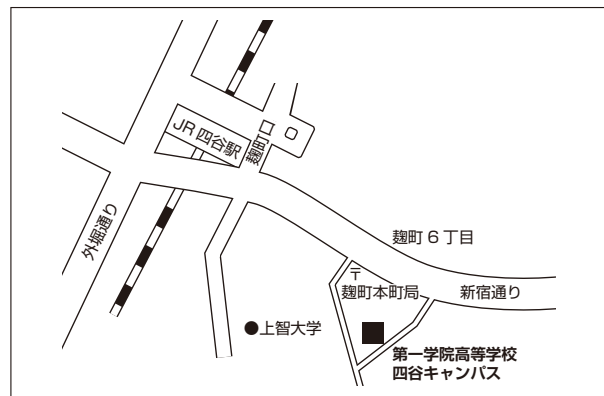 JR 四谷駅
麹町口
外堀通り
麹町 6 丁目
〒
麹町本町局
新宿通り
●上智大学
第一学院高等学校
四谷キャンパス